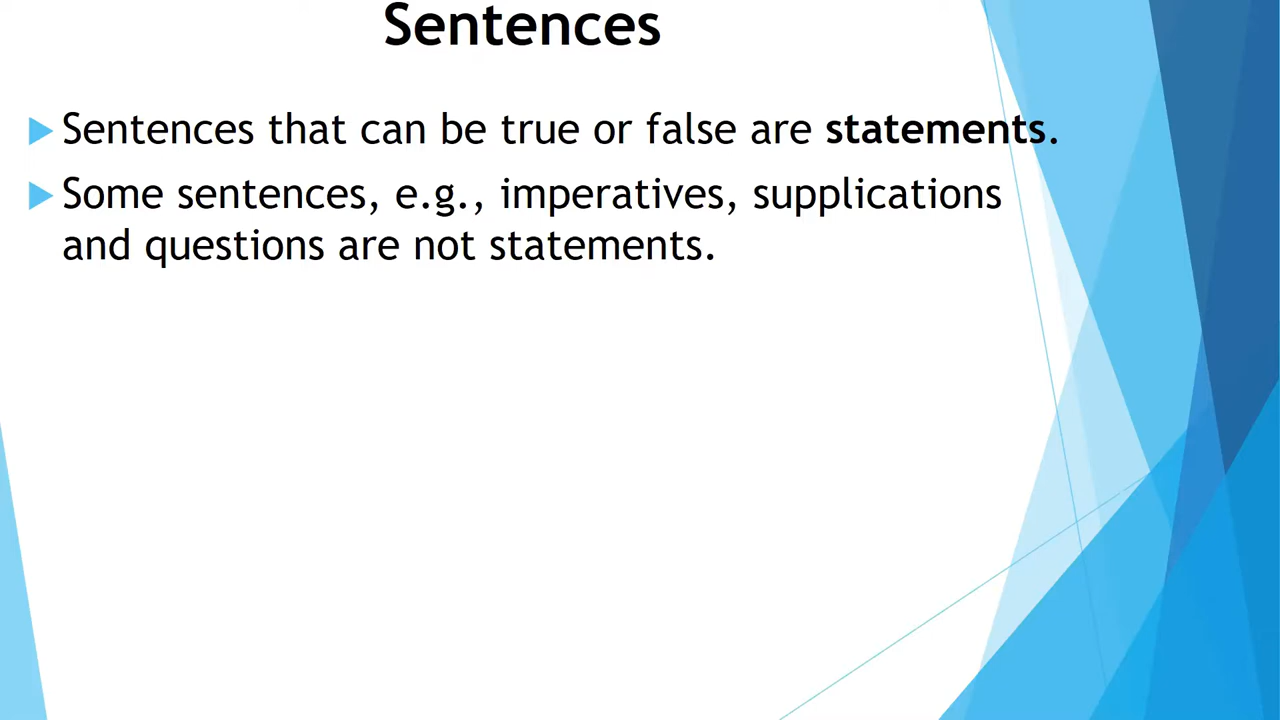 Sentences
Sentences that can be true or false are statements.
Some sentences, e.g., imperatives, supplications
and questions are not statements.